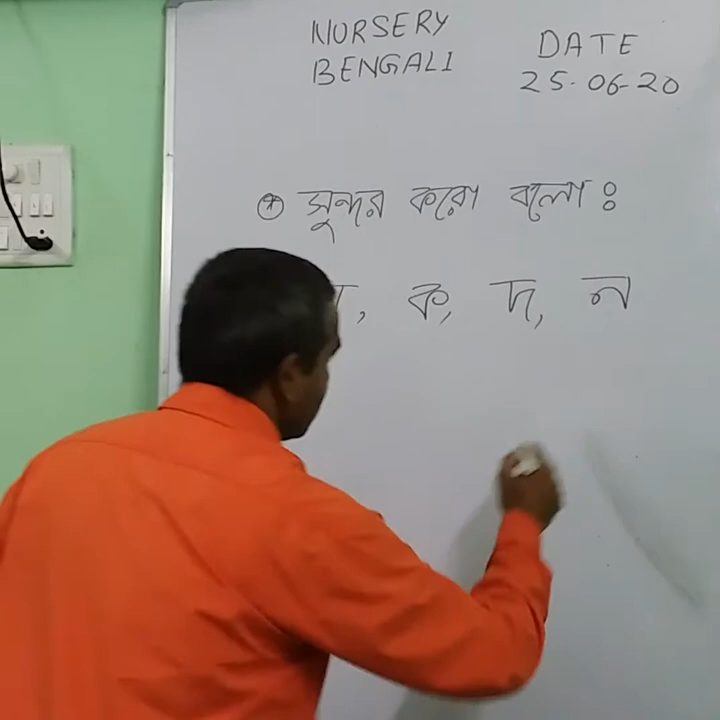 NURSERY
BENGALI
DATE
25-06-20
* সুন্দর করো বলো ঃ
, ক, দ, ন